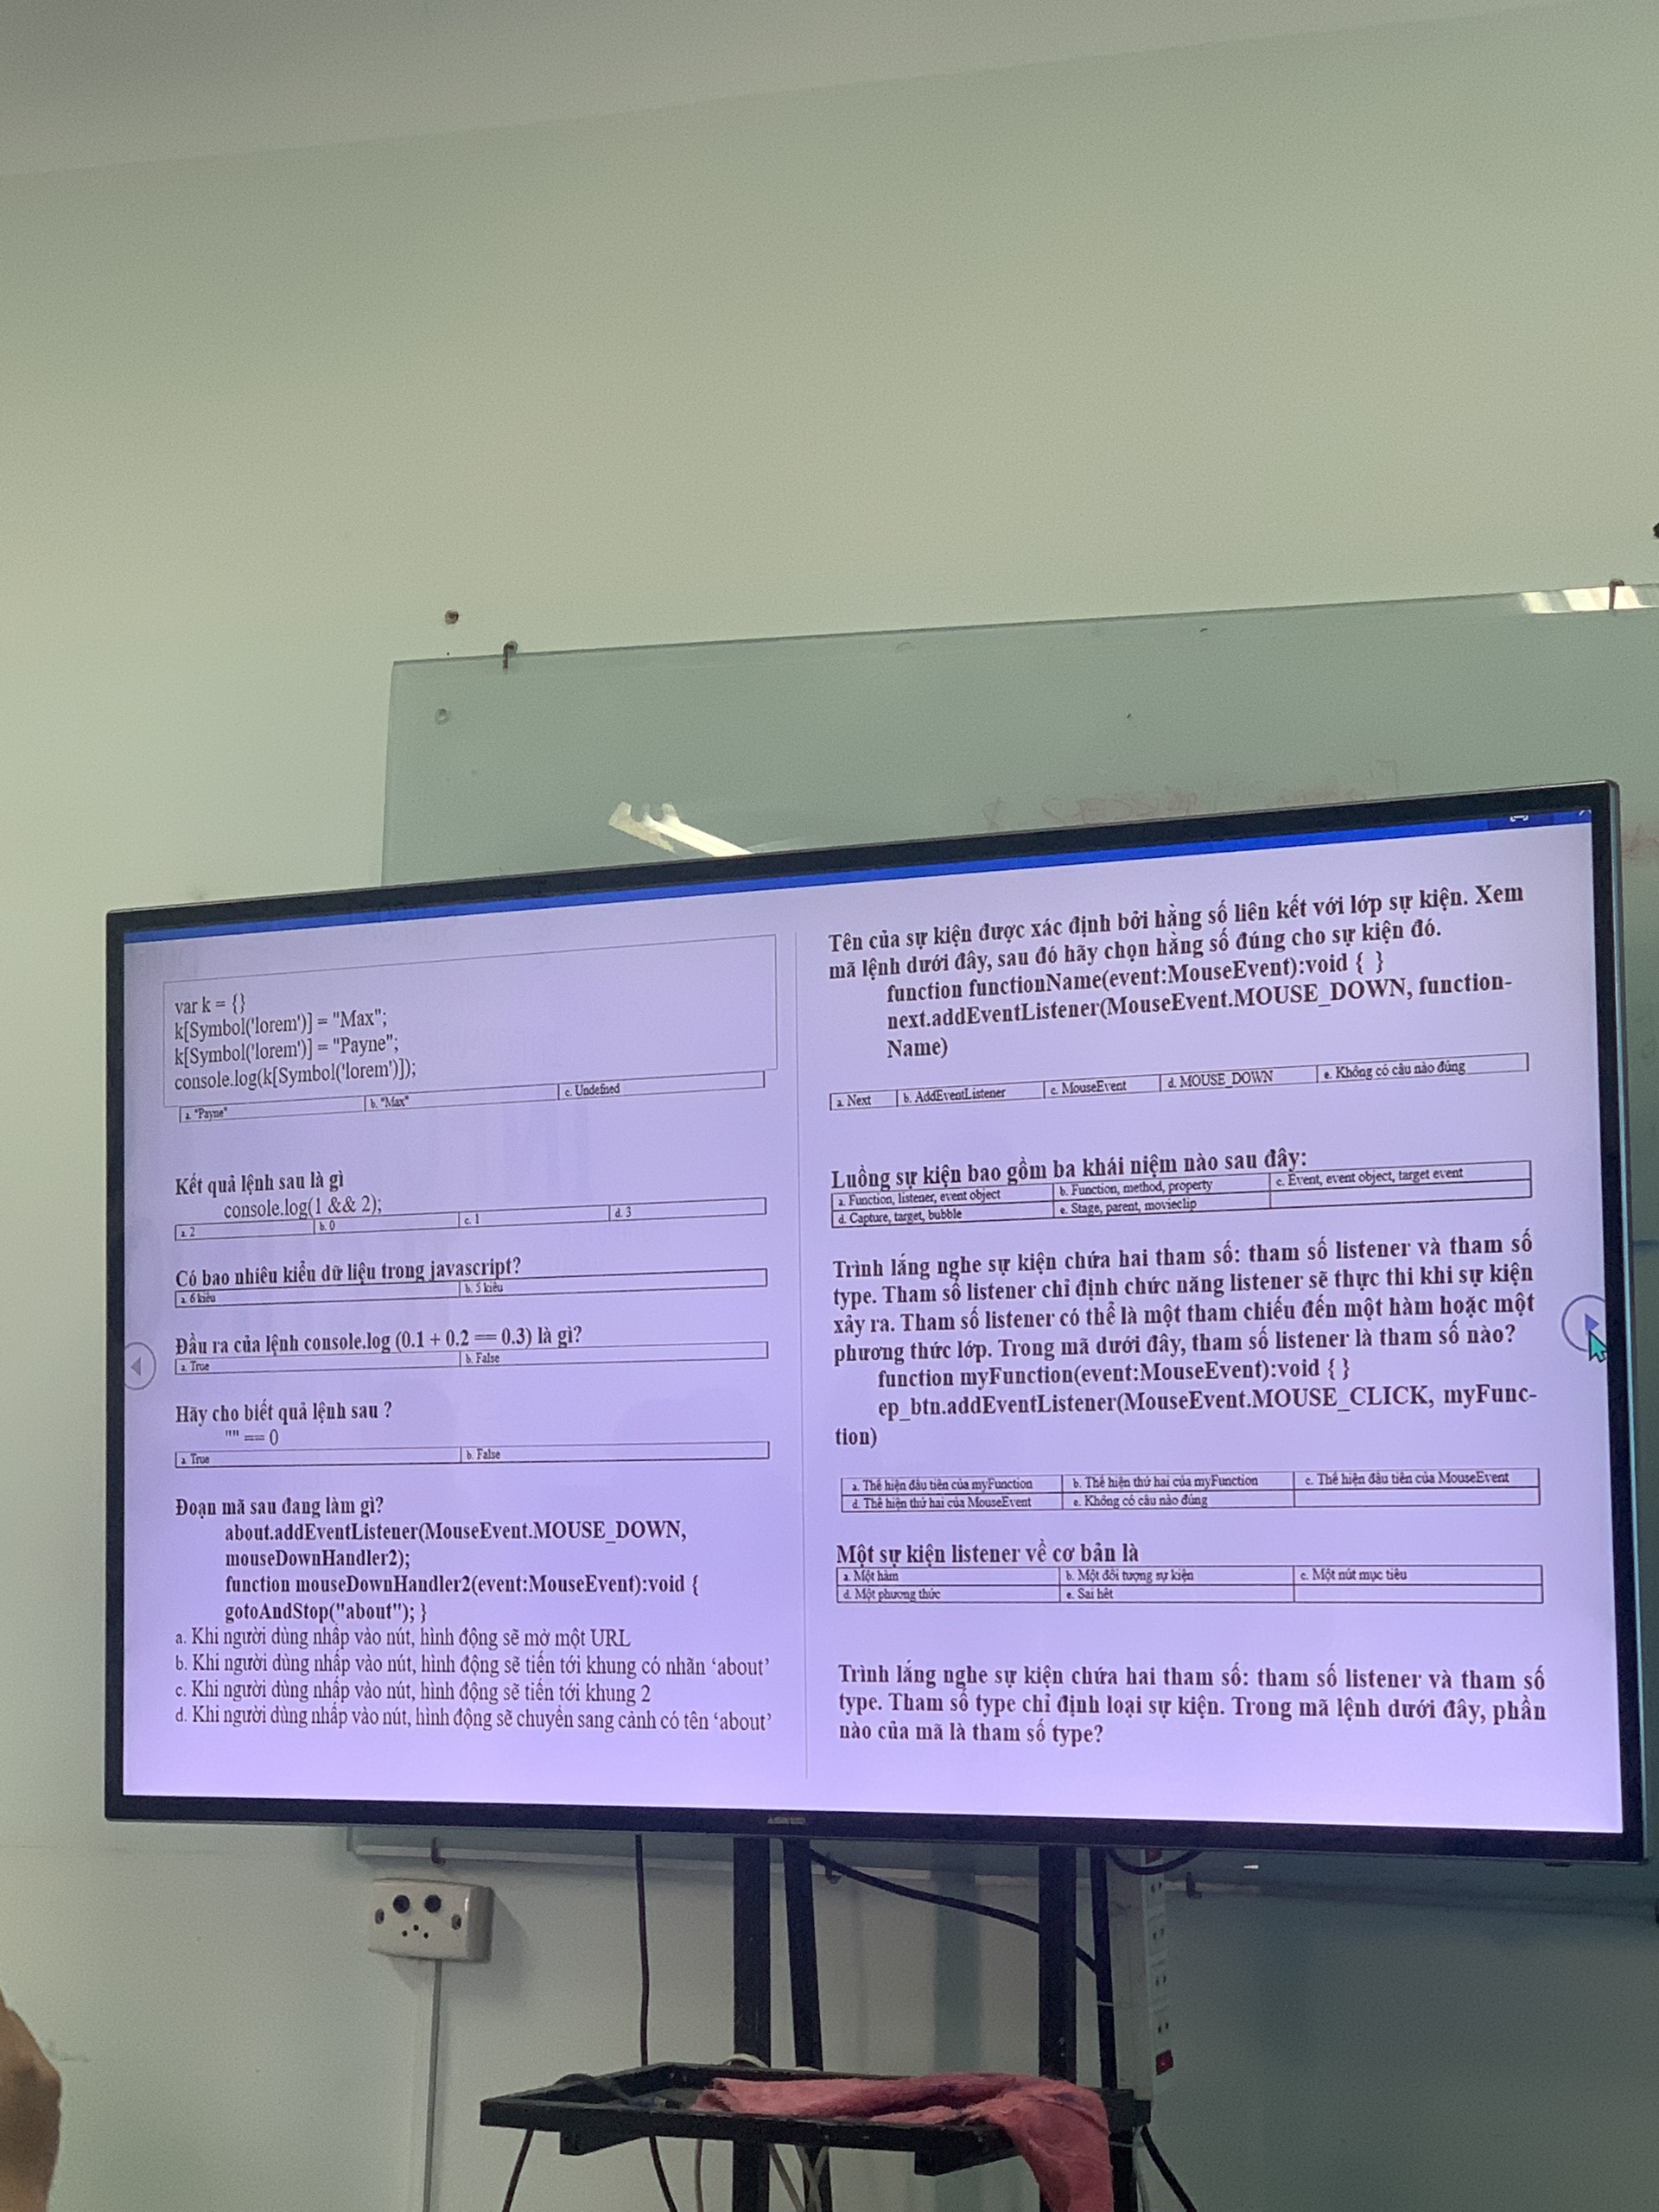 var k = {}
k[Symbol('lorem')] = "Max";
k[Symbol('lorem')] = "Payne";
console.log(k[Symbol('lorem')]);
a. "Payne" b. "Max" c. Undefined
Kết quả lệnh sau là gì
console.log(1 && 2);
a. 2 b. 0 c. 1 d. 3
Có bao nhiêu kiểu dữ liệu trong javascript?
a. 6 kiểu b. 5 kiểu
Đầu ra của lệnh console.log (0.1 + 0.2 == 0.3) là gì?
a. True b. False
Hãy cho biết quả lệnh sau ?
"" == 0
a. True b. False
Đoạn mã sau đang làm gì?
about.addEventListener(MouseEvent.MOUSE_DOWN,
mouseDownHandler2);
function mouseDownHandler2(event:MouseEvent):void {
gotoAndStop("about"); }
a. Khi người dùng nhấp vào nút, hình động sẽ mở một URL
b. Khi người dùng nhấp vào nút, hình động sẽ tiến tới khung có nhãn ‘about’
c. Khi người dùng nhấp vào nút, hình động sẽ tiến tới khung 2
d. Khi người dùng nhấp vào nút, hình động sẽ chuyển sang cảnh có tên ‘about’
Tên của sự kiện được xác định bởi hằng số liên kết với lớp sự kiện. Xem
mã lệnh dưới đây, sau đó hãy chọn hằng số đúng cho sự kiện đó.
function functionName(event:MouseEvent):void { }
next.addEventListener(MouseEvent.MOUSE_DOWN, function-
Name)
a. Next b. AddEventListener c. MouseEvent d. MOUSE_DOWN e. Không có câu nào đúng
Luồng sự kiện bao gồm ba khái niệm nào sau đây:
a. Function, listener, event object b. Function, method, property c. Event, event object, target event
d. Capture, target, bubble e. Stage, parent, movieclip
Trình lắng nghe sự kiện chứa hai tham số: tham số listener và tham số
type. Tham số listener chỉ định chức năng listener sẽ thực thi khi sự kiện
xảy ra. Tham số listener có thể là một tham chiếu đến một hàm hoặc một
phương thức lớp. Trong mã dưới đây, tham số listener là tham số nào?
function myFunction(event:MouseEvent):void { }
ep_btn.addEventListener(MouseEvent.MOUSE_CLICK, myFunc-
tion)
a. Thể hiện đầu tiên của myFunction b. Thể hiện thứ hai của myFunction c. Thể hiện đầu tiên của MouseEvent
d. Thể hiện thứ hai của MouseEvent e. Không có câu nào đúng
Một sự kiện listener về cơ bản là
a. Một hàm b. Một đối tượng sự kiện c. Một nút mục tiêu
d. Một phương thức e. Sai hết
Trình lắng nghe sự kiện chứa hai tham số: tham số listener và tham số
type. Tham số type chỉ định loại sự kiện. Trong mã lệnh dưới đây, phần
nào của mã là tham số type?